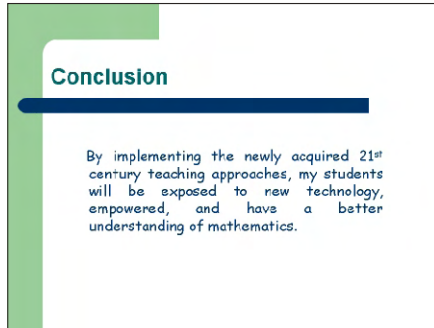 Conclusion
By implementing the newly acquired 21st
century teaching approaches, my students
will be exposed to new technology,
empowered, and have a better
understanding of mathematics.